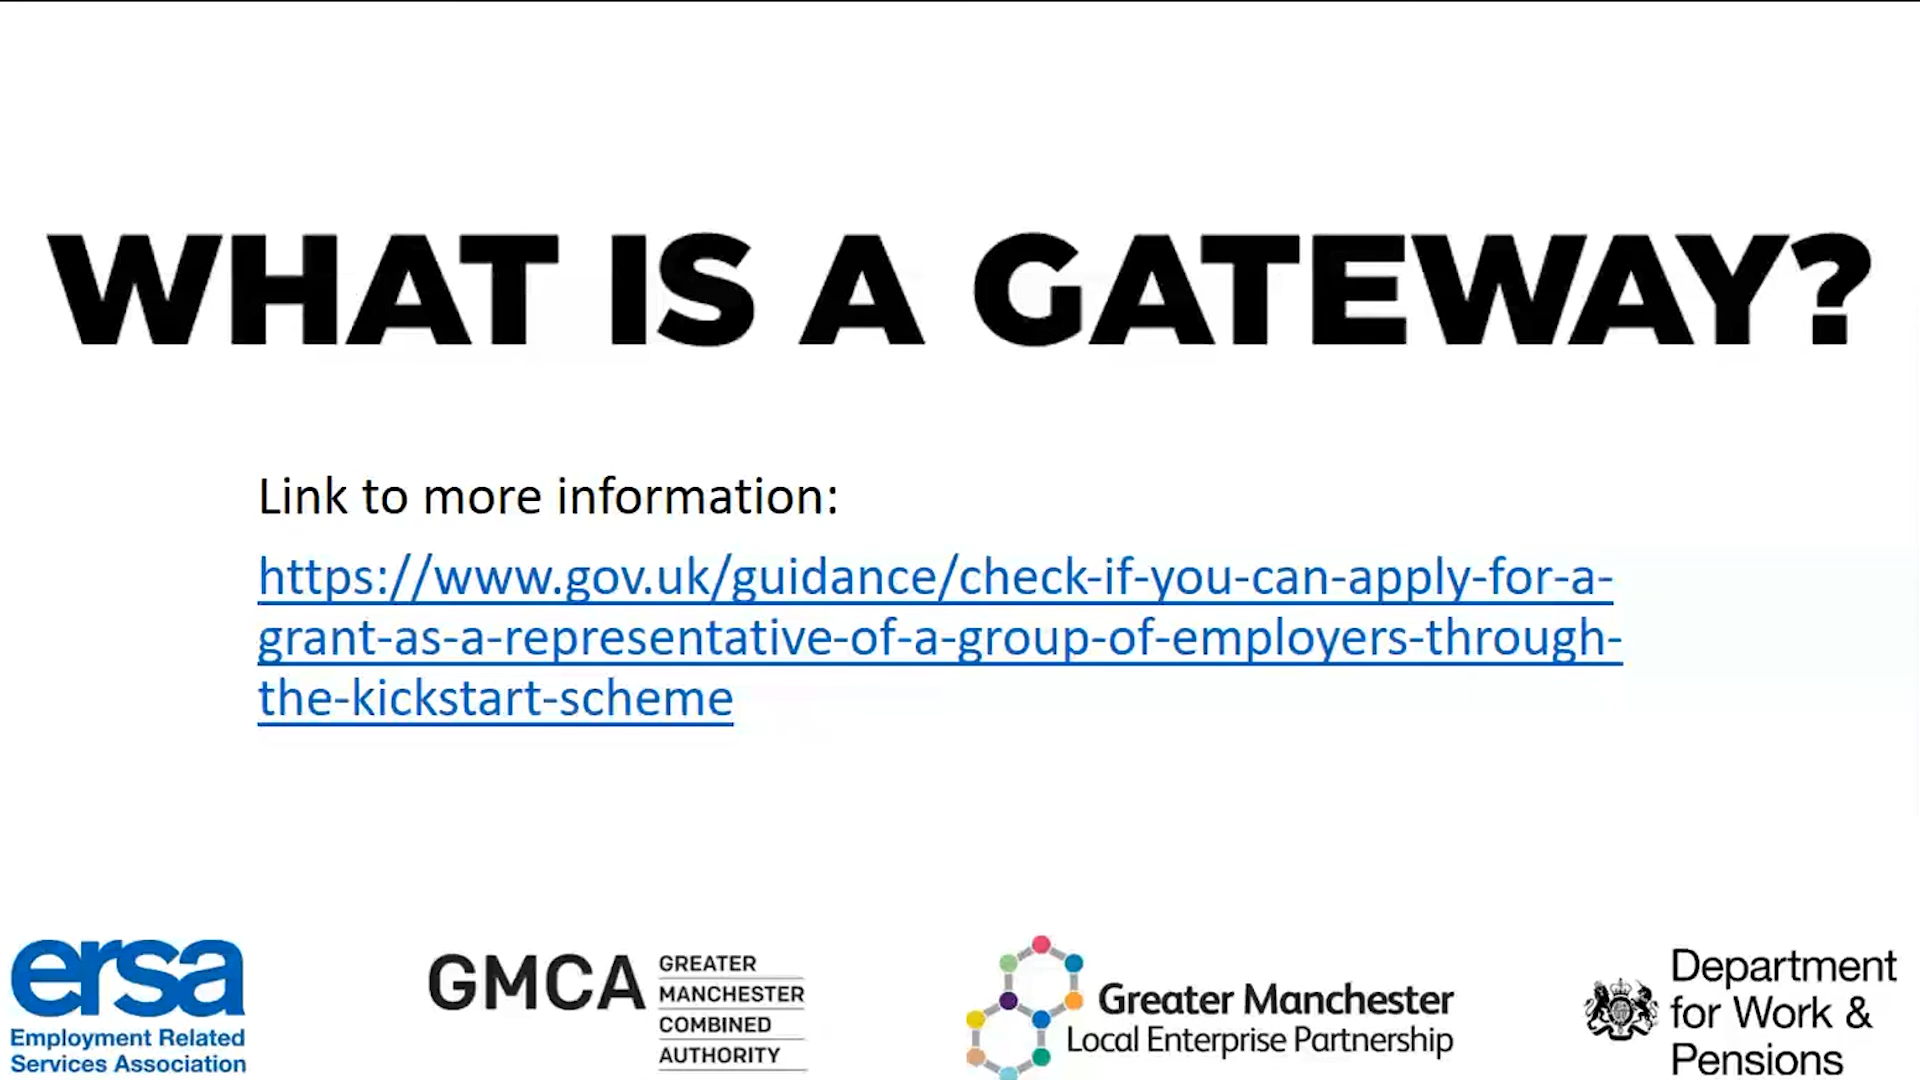 WHAT IS A GATEWAY?
Link to more information:
https://www.gov.uk/guidance/check-if-you-can-apply-for-a-
grant-as-a-representative-of-a-group-of-employers-through-
the-kickstart-scheme
ersa
Employment Related
Services Association
GMCA
GREATER
MANCHESTER
COMBINED
AUTHORITY
Greater Manchester
Local Enterprise Partnership
Department
for Work &
Pensions